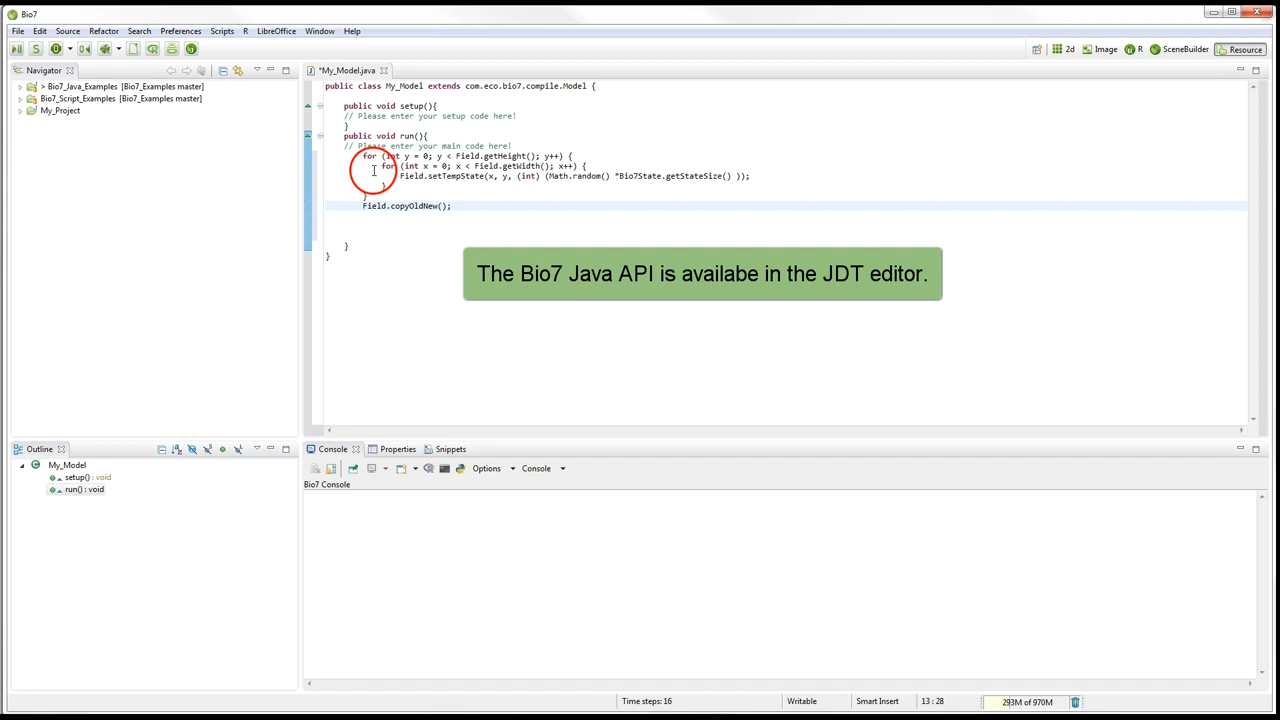 Bio7
File Edit Source Refactor Search Preferences Scripts R LibreOffice Window Help
2d Image R SceneBuilder Resource
Navigator
*My_Model.java
> Bio7_Java_Examples [Bio7_Examples master]
Bio7_Script_Examples [Bio7_Examples master]
My_Project
public class My_Model extends com.eco.bio7.compile.Model {
public void setup(){
// Please enter your setup code here!
}
public void run(){
// Please enter your main code here!
for (int y = 0; y < Field.getHeight(); y++) {
for (int x = 0; x < Field.getWidth(); x++) {
Field.setTempState(x, y, (int) (Math.random() *Bio7State.getStateSize() ));
}
}
Field.copyOldNew();
}
}
The Bio7 Java API is availabe in the JDT editor.
Outline
My_Model
setup() : void
run() : void
Console Properties Snippets
Options Console
Bio7 Console
Time steps: 16 Writable Smart Insert 13 : 28 293M of 970M